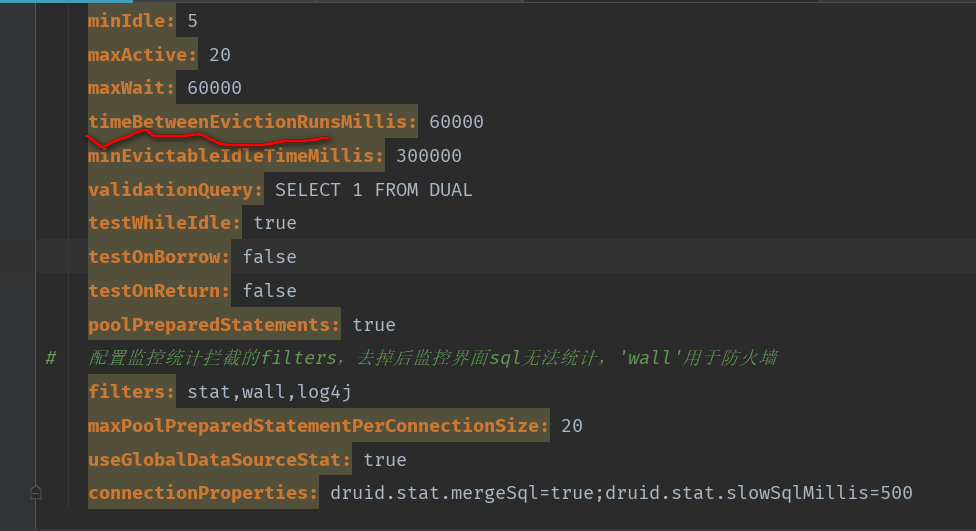 minIdle: 5
maxActive: 20
maxWait: 60000
timeBetweenEvictionRunsMillis: 60000
minEvictableIdleTimeMillis: 300000
validationQuery: SELECT 1 FROM DUAL
testWhileIdle: true
testOnBorrow: false
testOnReturn: false
poolPreparedStatements: true
#   配置监控统计拦截的filters，去掉后监控界面sql无法统计，'wall'用于防火墙
filters: stat,wall,log4j
maxPoolPreparedStatementPerConnectionSize: 20
useGlobalDataSourceStat: true
connectionProperties: druid.stat.mergeSql=true;druid.stat.slowSqlMillis=500